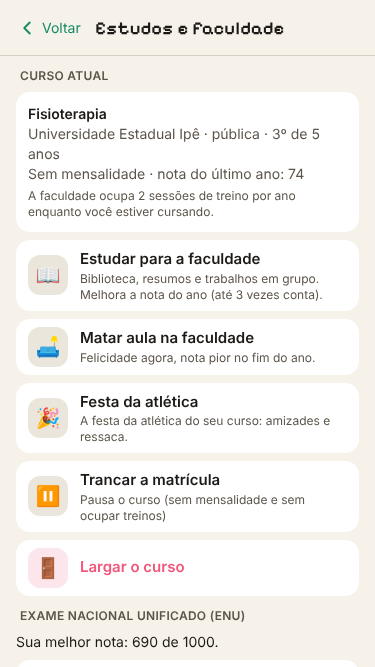 Voltar Estudos e faculdade
CURSO ATUAL
Fisioterapia
Universidade Estadual Ipê · pública · 3º de 5
anos
Sem mensalidade · nota do último ano: 74
A faculdade ocupa 2 sessões de treino por ano
enquanto você estiver cursando.
Estudar para a faculdade
Biblioteca, resumos e trabalhos em grupo.
Melhora a nota do ano (até 3 vezes conta).
Matar aula na faculdade
Felicidade agora, nota pior no fim do ano.
Festa da atlética
A festa da atlética do seu curso: amizades e
ressaca.
Trancar a matrícula
Pausa o curso (sem mensalidade e sem
ocupar treinos)
Largar o curso
EXAME NACIONAL UNIFICADO (ENU)
Sua melhor nota: 690 de 1000.